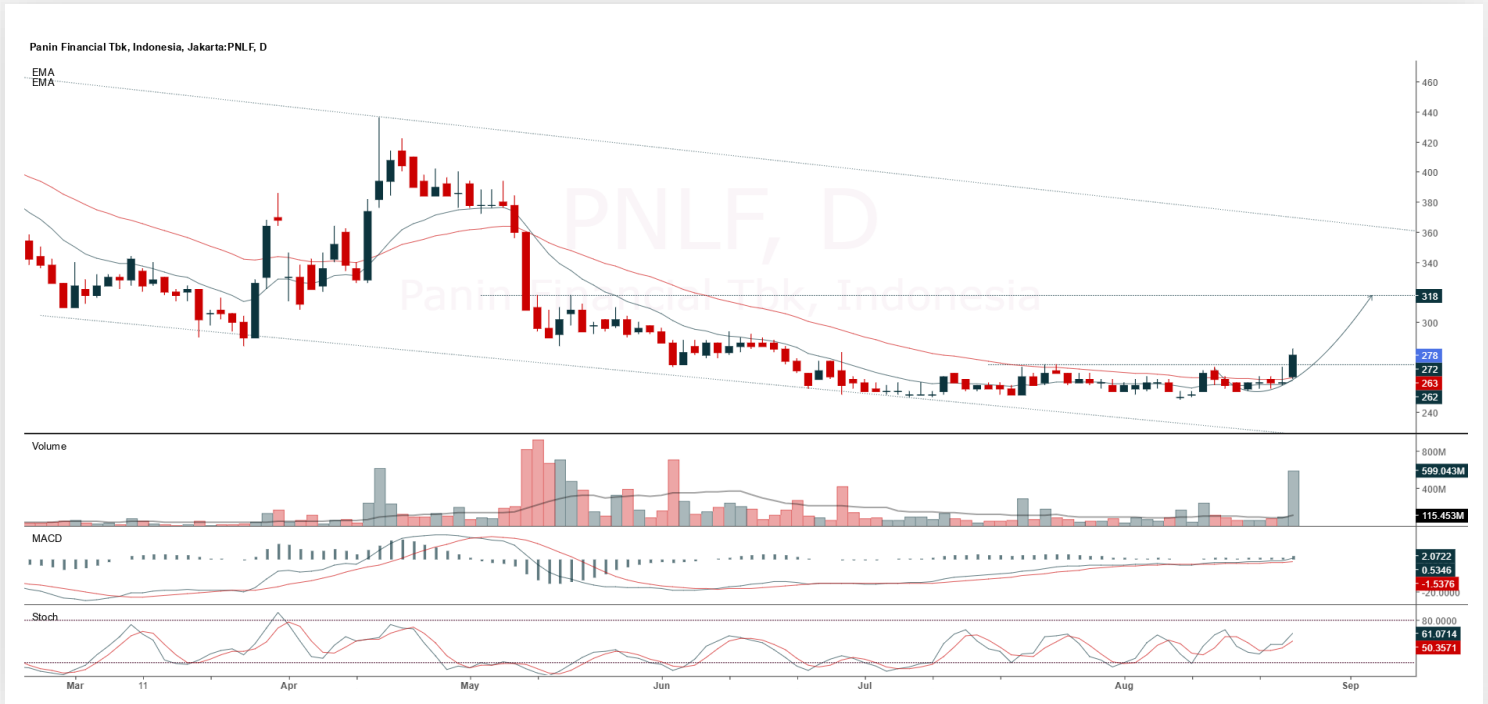 Panin Financial Tbk, Indonesia, Jakarta:PNLF, D
EMA
EMA
PNLF, D
Panin Financial Tbk, Indonesia
460
440
420
400
380
360
340
318
300
278
272
263
262
240
Volume
800M
599.043M
400M
115.453M
MACD
2.0722
0.5346
-1.5376
-20.0000
Stoch
80.0000
61.0714
50.3571
Mar 11 Apr May Jun Jul Aug Sep